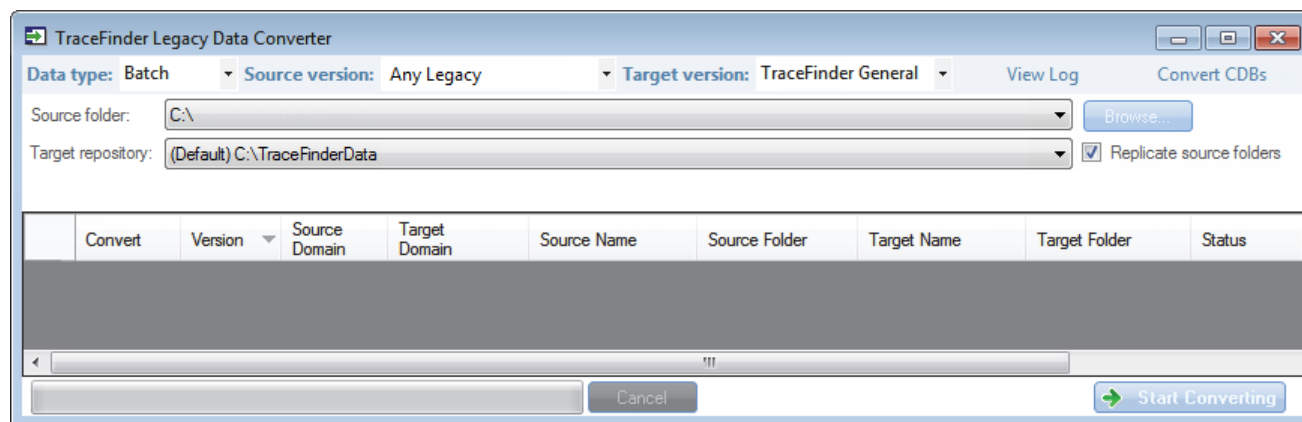 TraceFinder Legacy Data Converter
Data type: Batch Source version: Any Legacy Target version: TraceFinder General View Log Convert CDBs
Source folder: C:\ Browse...
Target repository: (Default) C:\TraceFinderData Replicate source folders
Convert Version Source Domain Target Domain Source Name Source Folder Target Name Target Folder Status
Cancel Start Converting